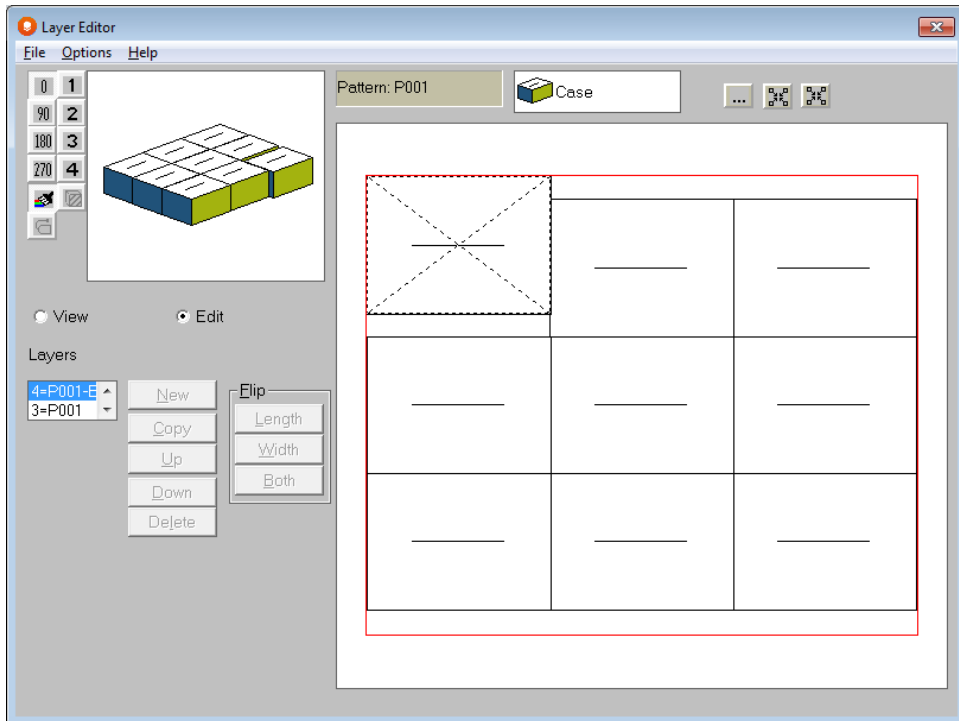 Layer Editor
File Options Help
0 1
90 2
180 3
270 4
Pattern: P001
Case
...
View Edit
Layers
4=P001-E
3=P001
New
Copy
Up
Down
Delete
Flip
Length
Width
Both